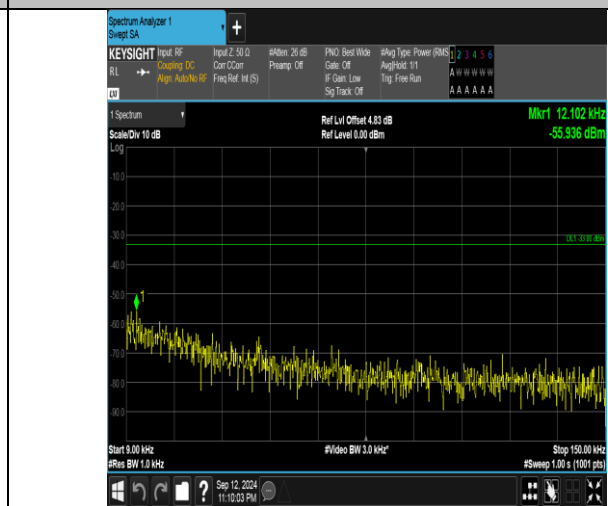 Spectrum Analyzer 1
Swept SA
+
KEYSIGHT
RL
Input: RF
Coupling: DC
Align: Auto/No RF
Input Z: 50 Ω
Corr CCorr
Freq Ref: Int (S)
#Atten: 26 dB
Preamp: Off
PNO: Best Wide
Gate: Off
IF Gain: Low
Sig Track: Off
#Avg Type: Power (RMS
Avg|Hold: 1/1
Trig: Free Run
1 2 3 4 5 6
A W W W W W
A A A A A A
1 Spectrum
Scale/Div 10 dB
Ref Lvl Offset 4.83 dB
Ref Level 0.00 dBm
Mkr1 12.102 kHz
-55.936 dBm
Log
-10.0
-20.0
-30.0
DL1 -33.00 dBm
-40.0
-50.0
1
-60.0
-70.0
-80.0
-90.0
Start 9.00 kHz
#Video BW 3.0 kHz*
Stop 150.00 kHz
#Res BW 1.0 kHz
#Sweep 1.00 s (1001 pts)
?
Sep 12, 2024
11:10:03 PM